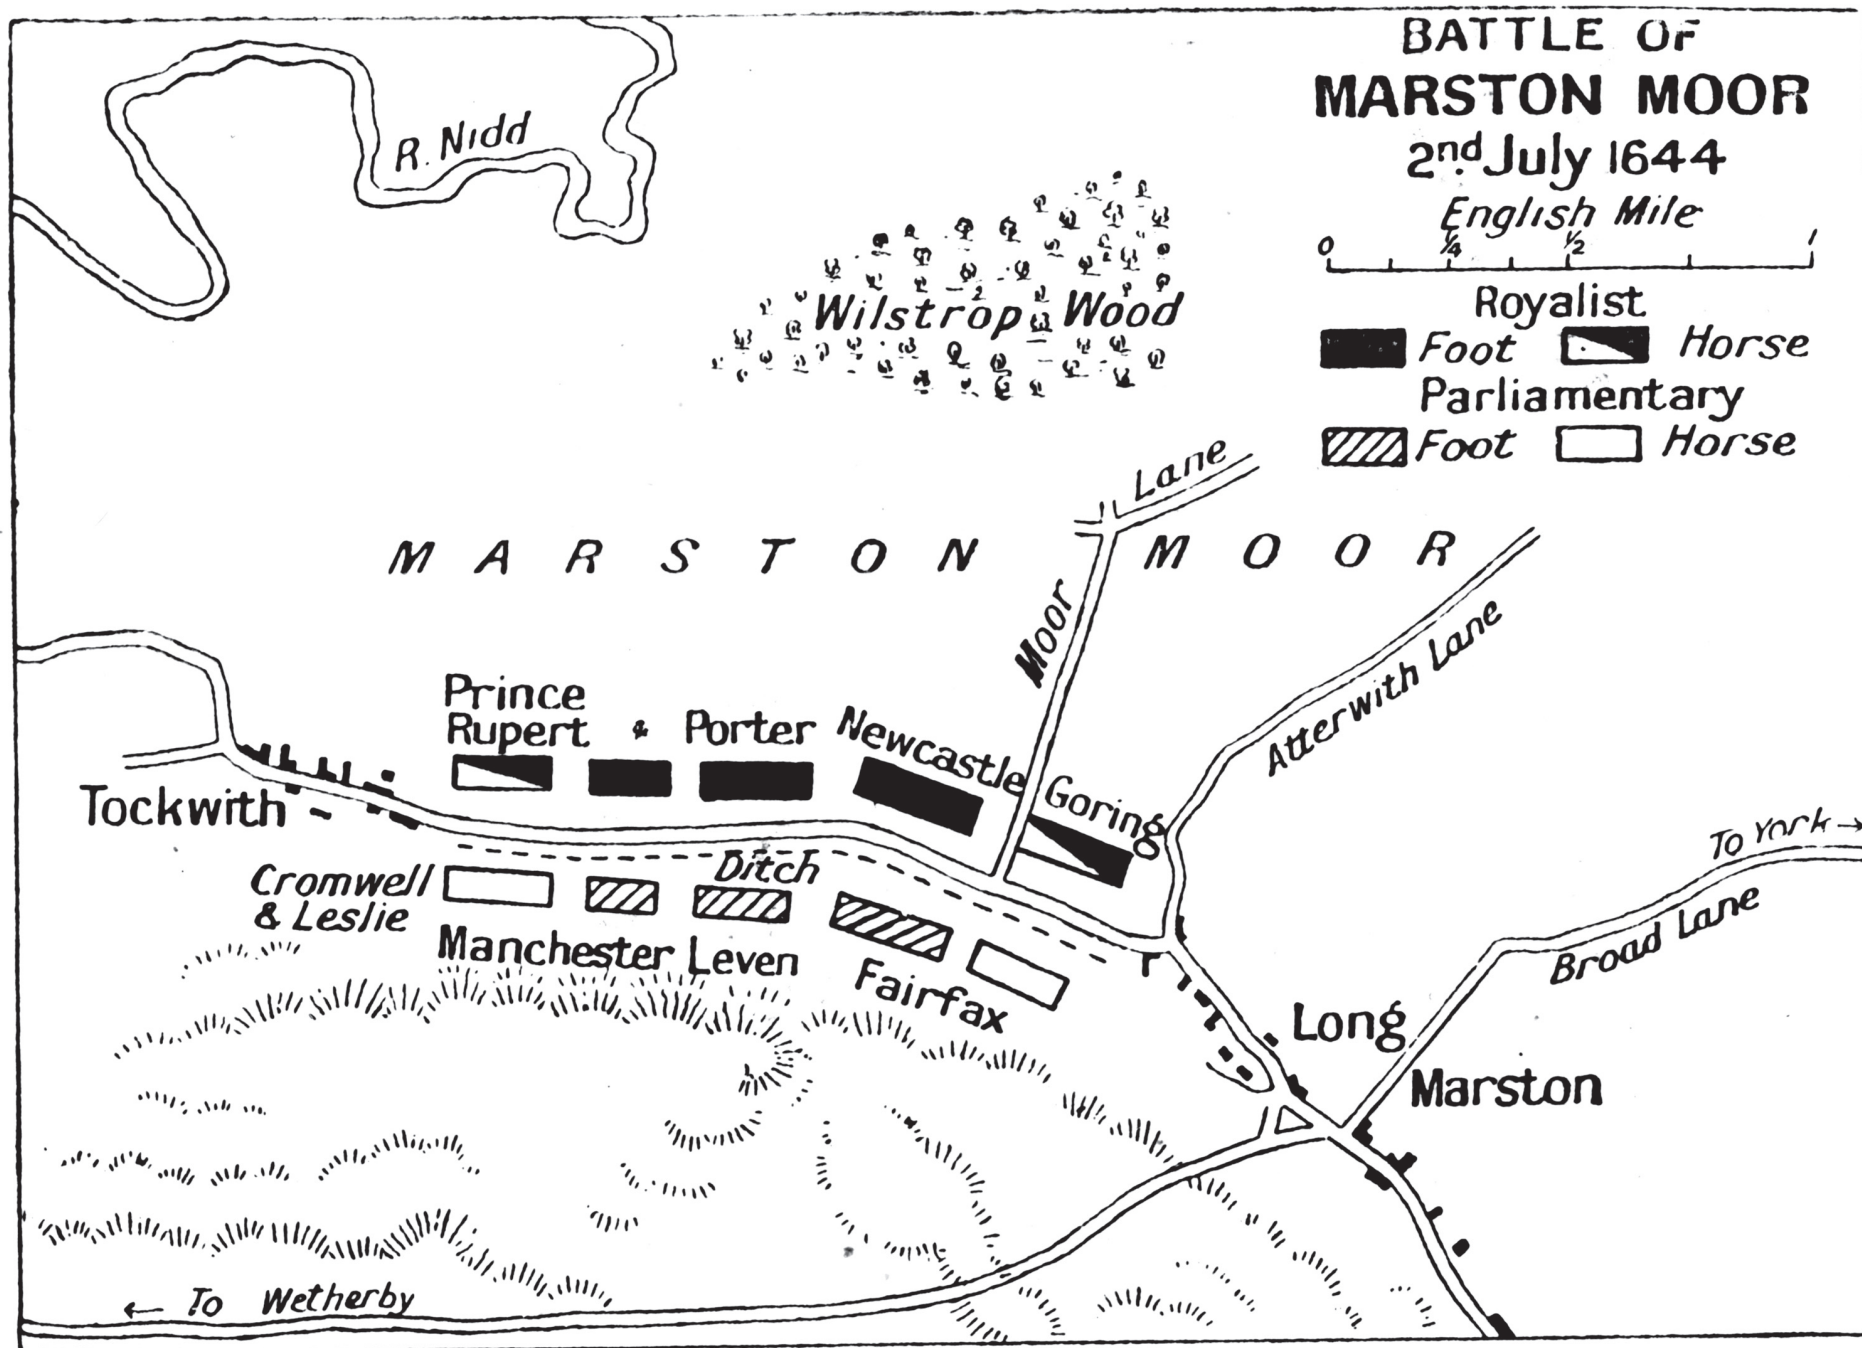 BATTLE OF
MARSTON MOOR
2nd July 1644
English Mile
0 ¼ ½ 1
Royalist
Foot Horse
Parliamentary
Foot Horse
R. Nidd
Wilstrop Wood
Lane
MARSTON MOOR
Moor
Atterwith Lane
Prince
Rupert & Porter
Newcastle
Goring
Tockwith
To York →
Ditch
Cromwell
& Leslie
Broad Lane
Manchester Leven
Fairfax
Long
Marston
← To Wetherby